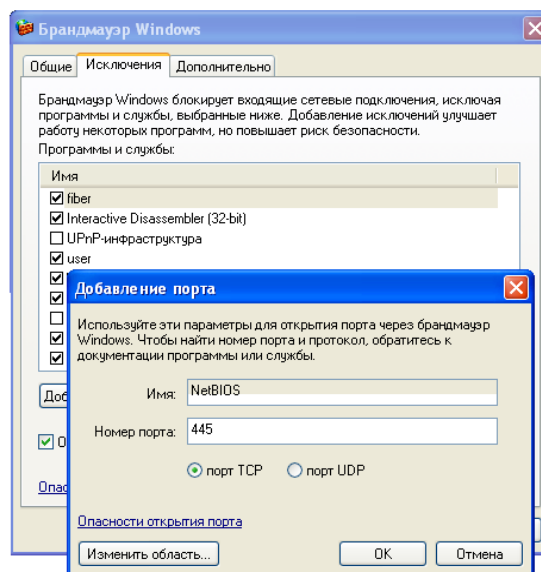 Брандмауэр Windows
Общие Исключения Дополнительно
Брандмауэр Windows блокирует входящие сетевые подключения, исключая
программы и службы, выбранные ниже. Добавление исключений улучшает
работу некоторых программ, но повышает риск безопасности.
Программы и службы:
Имя
fiber
Interactive Disassembler (32-bit)
UPnP-инфраструктура
user
Добавление порта
Используйте эти параметры для открытия порта через брандмауэр
Windows. Чтобы найти номер порта и протокол, обратитесь к
документации программы или службы.
Имя: NetBIOS
Номер порта: 445
порт TCP порт UDP
Опасности открытия порта
Изменить область... OK Отмена